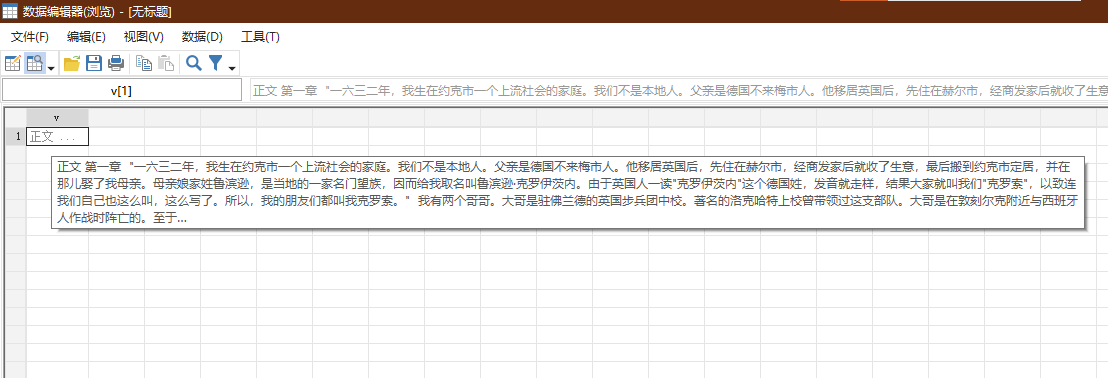 数据编辑器(浏览) - [无标题]
文件(F) 编辑(E) 视图(V) 数据(D) 工具(T)
v[1] 正文 第一章 "一六三二年，我生在约克市一个上流社会的家庭。我们不是本地人。父亲是德国不来梅市人。他移居英国后，先住在赫尔市，经商发家后就收了生意
v
1 正文 ....
正文 第一章 "一六三二年，我生在约克市一个上流社会的家庭。我们不是本地人。父亲是德国不来梅市人。他移居英国后，先住在赫尔市，经商发家后就收了生意，最后搬到约克市定居，并在
那儿娶了我母亲。母亲娘家姓鲁滨逊，是当地的一家名门望族，因而给我取名叫鲁滨逊·克罗伊茨内。由于英国人一读"克罗伊茨内"这个德国姓，发音就走样，结果大家就叫我们"克罗索"，以致连
我们自己也这么叫，这么写了。所以，我的朋友们都叫我克罗索。" 我有两个哥哥。大哥是驻佛兰德的英国步兵团中校。著名的洛克哈特上校曾带领过这支部队。大哥是在敦刻尔克附近与西班牙
人作战时阵亡的。至于...